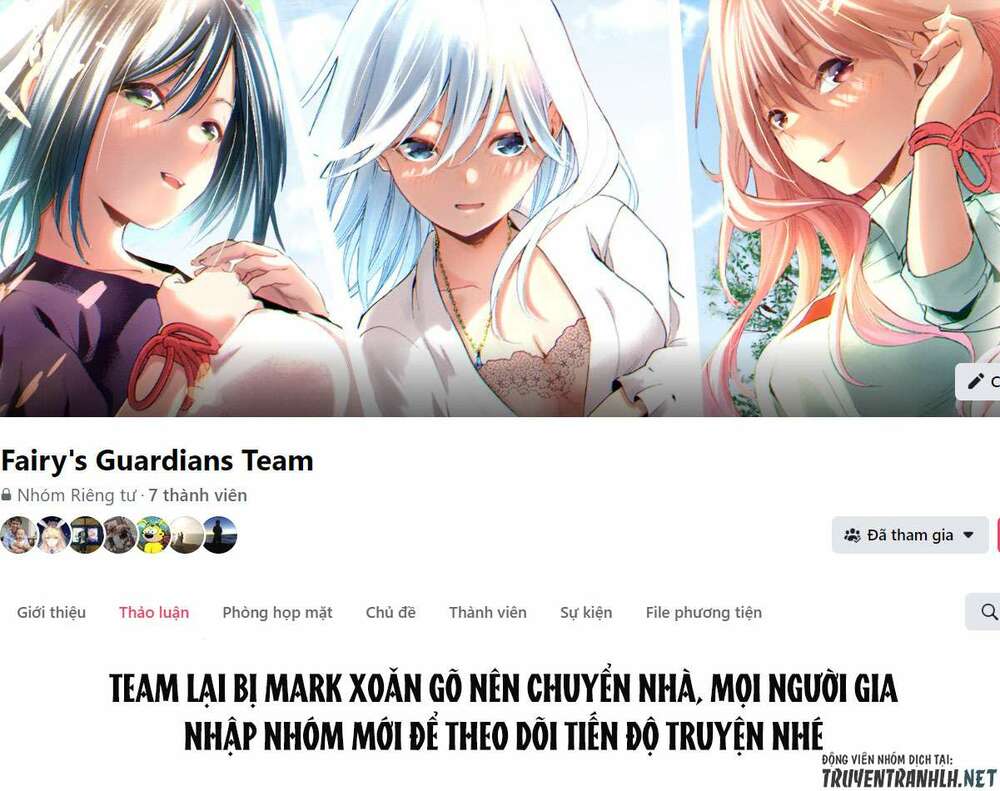 C
Fairy's Guardians Team
Nhóm Riêng tư · 7 thành viên
Đã tham gia
Giới thiệu Thảo luận Phòng họp mặt Chủ đề Thành viên Sự kiện File phương tiện
TEAM LẠI BỊ MARK XOĂN GÕ NÊN CHUYỂN NHÀ, MỌI NGƯỜI GIA
NHẬP NHÓM MỚI ĐỂ THEO DÕI TIẾN ĐỘ TRUYỆN NHÉ
ĐỘNG VIÊN NHÓM DỊCH TẠI:
TRUYENTRANHLH.NET